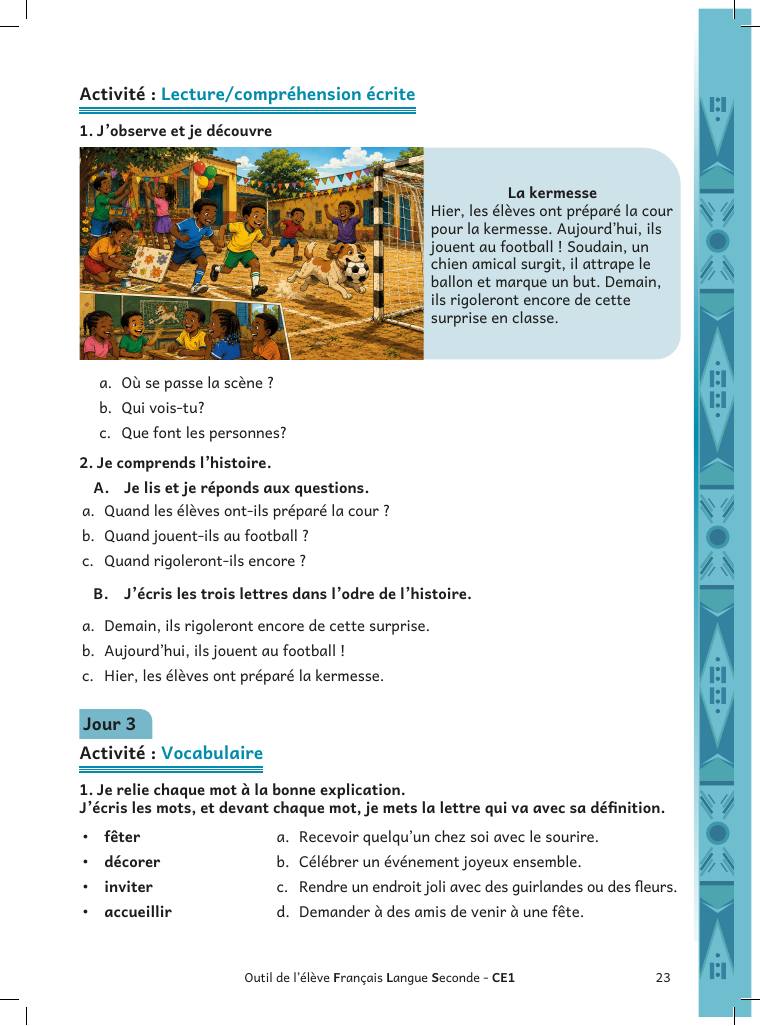 Activité : Lecture/compréhension écrite
1. J'observe et je découvre
La kermesse
Hier, les élèves ont préparé la cour
pour la kermesse. Aujourd'hui, ils
jouent au football ! Soudain, un
chien amical surgit, il attrape le
ballon et marque un but. Demain,
ils rigoleront encore de cette
surprise en classe.
a. Où se passe la scène ?
b. Qui vois-tu?
c. Que font les personnes?
2. Je comprends l'histoire.
A. Je lis et je réponds aux questions.
a. Quand les élèves ont-ils préparé la cour ?
b. Quand jouent-ils au football ?
c. Quand rigoleront-ils encore ?
B. J'écris les trois lettres dans l'odre de l'histoire.
a. Demain, ils rigoleront encore de cette surprise.
b. Aujourd'hui, ils jouent au football !
c. Hier, les élèves ont préparé la kermesse.
Jour 3
Activité : Vocabulaire
1. Je relie chaque mot à la bonne explication.
J'écris les mots, et devant chaque mot, je mets la lettre qui va avec sa définition.
• fêter a. Recevoir quelqu'un chez soi avec le sourire.
• décorer b. Célébrer un événement joyeux ensemble.
• inviter c. Rendre un endroit joli avec des guirlandes ou des fleurs.
• accueillir d. Demander à des amis de venir à une fête.
Outil de l'élève Français Langue Seconde - CE1 23